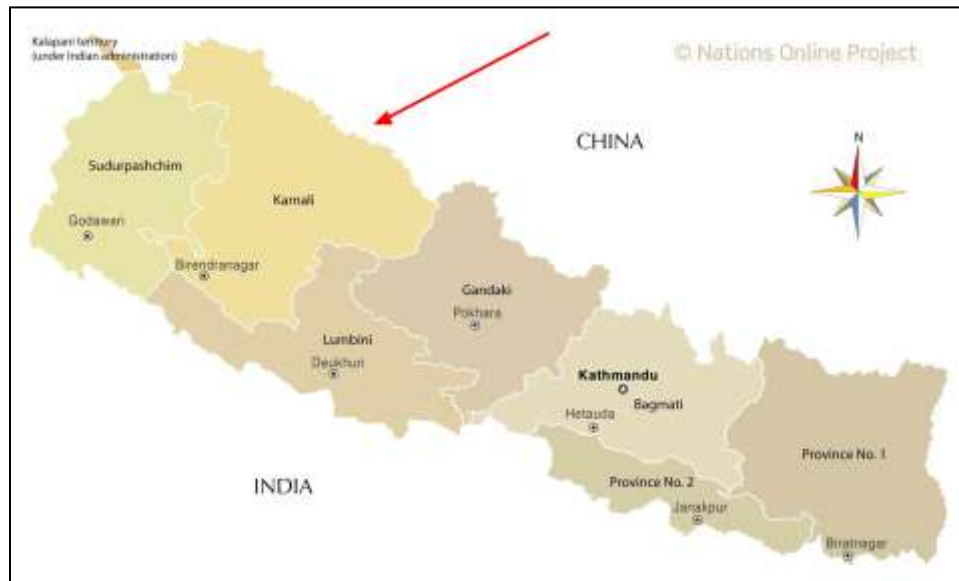 Kalapani territory
(under Indian administration)
© Nations Online Project
N
CHINA
Sudurpashchim
Karnali
Godawari
Birendranagar
Gandaki
Pokhara
Lumbini
Deukhuri
Kathmandu
Bagmati
Hetauda
Province No. 1
INDIA
Province No. 2
Janakpur
Biratnagar